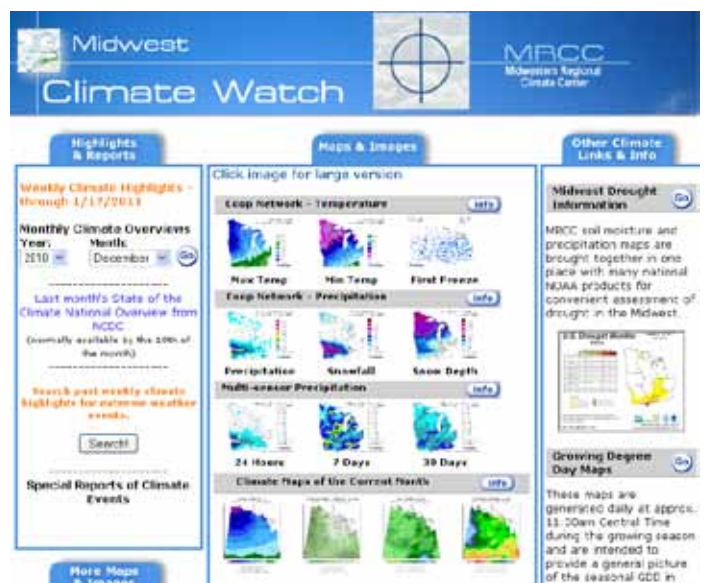 Midwest
Climate Watch
MRCC
Midwestern Regional
Climate Center
Highlights
& Reports
Weekly Climate Highlights -
through 1/17/2011
Monthly Climate Overviews
Year: Month:
2010 December Go
Last month's State of the
Climate National Overview from
NCDC
(normally available by the 10th of
the month)
Search past weekly climate
highlights for extreme weather
events.
Search!
Special Reports of Climate
Events
More Maps
& Images
Maps & Images
Click image for large version
Coop Network - Temperature info
Max Temp Min Temp First Freeze
Coop Network - Precipitation info
Precipitation Snowfall Snow Depth
Multi-sensor Precipitation info
24 Hours 7 Days 30 Days
Climate Maps of the Current Month info
Other Climate
Links & Info
Midwest Drought
Information Go
MRCC soil moisture and
precipitation maps are
brought together in one
place with many national
NOAA products for
convenient assessment of
drought in the Midwest.
U.S. Drought Monitor
Growing Degree
Day Maps Go
These maps are
generated daily at approx.
11:30am Central Time
during the growing season
and are intended to
provide a general picture
of the seasonal GDD in